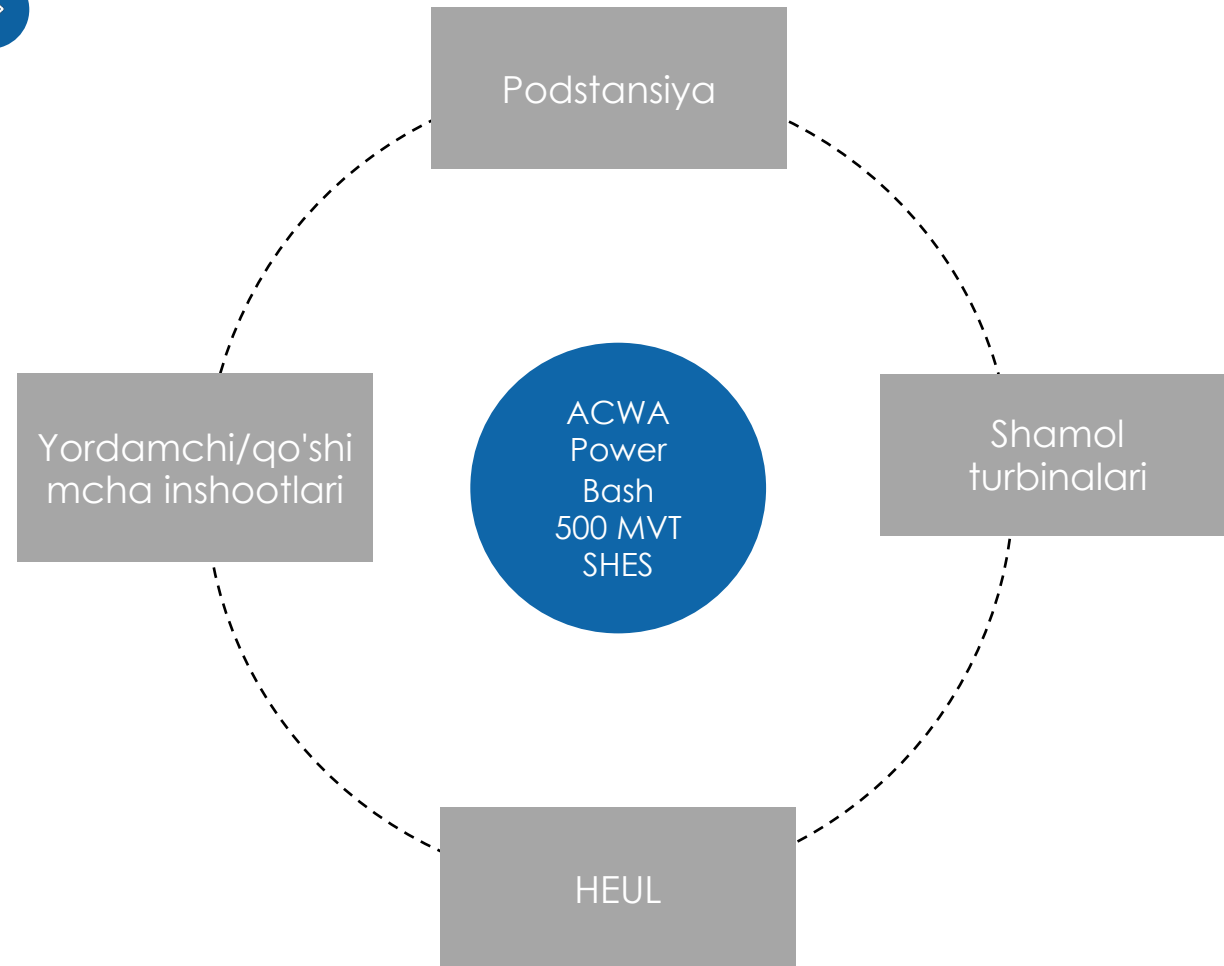 Podstansiya
Yordamchi/qo'shi
mcha inshootlari
ACWA
Power
Bash
500 MVT
SHES
Shamol
turbinalari
HEUL